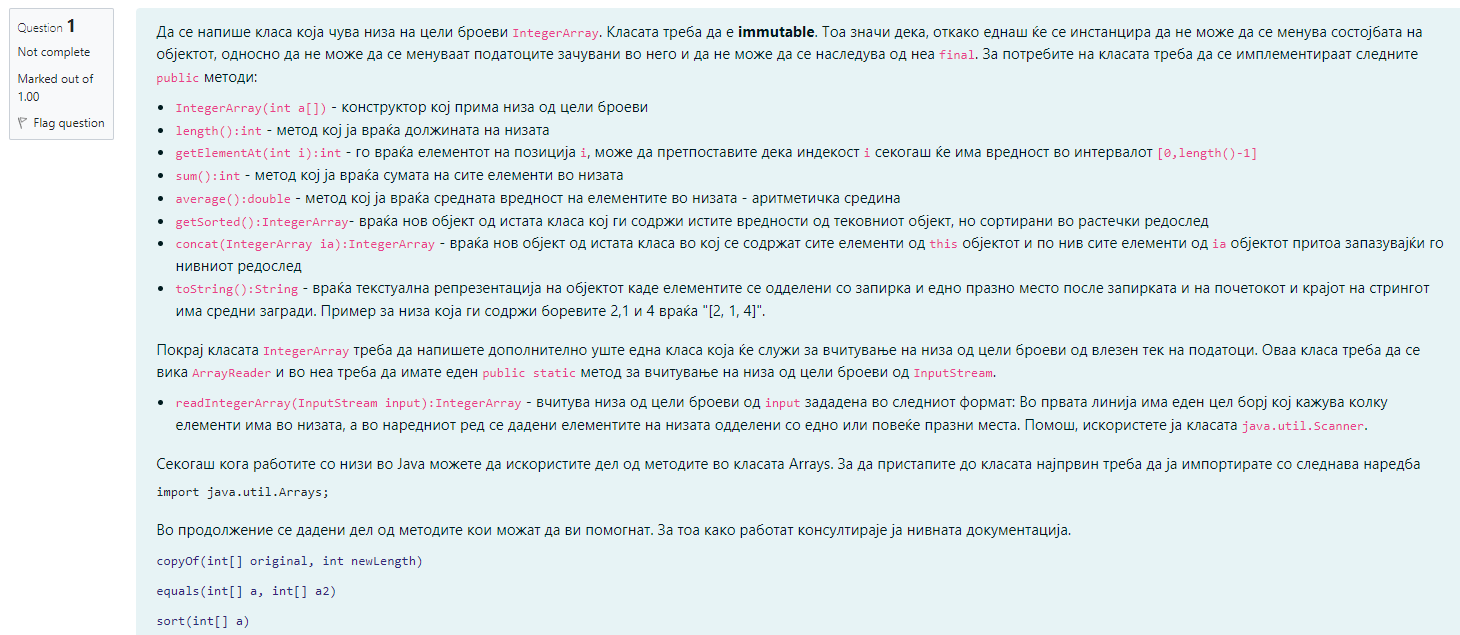 Question 1
Not complete
Marked out of
1.00
Flag question
Да се напише класа која чува низа на цели броеви IntegerArray. Класата треба да е immutable. Тоа значи дека, откако еднаш ќе се инстанцира да не може да се менува состојбата на
објектот, односно да не може да се менуваат податоците зачувани во него и да не може да се наследува од неа final. За потребите на класата треба да се имплементираат следните
public методи:
• IntegerArray(int a[]) - конструктор кој прима низа од цели броеви
• length():int - метод кој ја враќа должината на низата
• getElementAt(int i):int - го враќа елементот на позиција i, може да претпоставите дека индекост i секогаш ќе има вредност во интервалот [0,length()-1]
• sum():int - метод кој ја враќа сумата на сите елементи во низата
• average():double - метод кој ја враќа средната вредност на елементите во низата - аритметичка средина
• getSorted():IntegerArray- враќа нов објект од истата класа кој ги содржи истите вредности од тековниот објект, но сортирани во растечки редослед
• concat(IntegerArray ia):IntegerArray - враќа нов објект од истата класа во кој се содржат сите елементи од this објектот и по нив сите елементи од ia објектот притоа запазувајќи го
нивниот редослед
• toString():String - враќа текстуална репрезентација на објектот каде елементите се одделени со запирка и едно празно место после запирката и на почетокот и крајот на стрингот
има средни загради. Пример за низа која ги содржи боревите 2,1 и 4 враќа "[2, 1, 4]".
Покрај класата IntegerArray треба да напишете дополнително уште една класа која ќе служи за вчитување на низа од цели броеви од влезен тек на податоци. Оваа класа треба да се
вика ArrayReader и во неа треба да имате еден public static метод за вчитување на низа од цели броеви од InputStream.
• readIntegerArray(InputStream input):IntegerArray - вчитува низа од цели броеви од input зададена во следниот формат: Во првата линија има еден цел борј кој кажува колку
елементи има во низата, а во наредниот ред се дадени елементите на низата одделени со едно или повеќе празни места. Помош, искористете ја класата java.util.Scanner.
Секогаш кога работите со низи во Java можете да искористите дел од методите во класата Arrays. За да пристапите до класата најпрвин треба да ја импортирате со следнава наредба
import java.util.Arrays;
Во продолжение се дадени дел од методите кои можат да ви помогнат. За тоа како работат консултираје ја нивната документација.
copyOf(int[] original, int newLength)
equals(int[] a, int[] a2)
sort(int[] a)